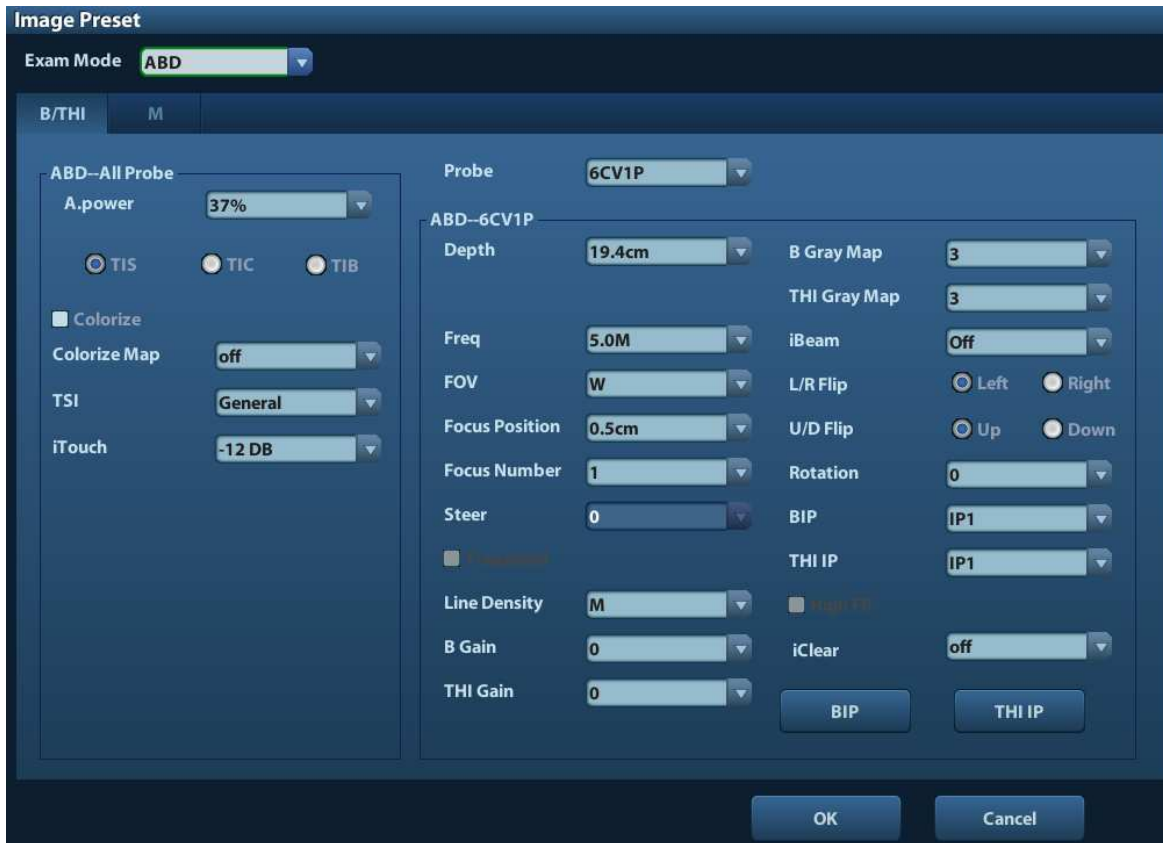 Image Preset
Exam Mode ABD
B/THI M
ABD--All Probe
A.power 37%
TIS TIC TIB
Colorize
Colorize Map off
TSI General
iTouch -12 DB
Probe 6CV1P
ABD--6CV1P
Depth 19.4cm
Freq 5.0M
FOV W
Focus Position 0.5cm
Focus Number 1
Steer 0
Line Density M
B Gain 0
THI Gain 0
B Gray Map 3
THI Gray Map 3
iBeam Off
L/R Flip Left Right
U/D Flip Up Down
Rotation 0
BIP IP1
THI IP IP1
iClear off
BIP THI IP
OK Cancel